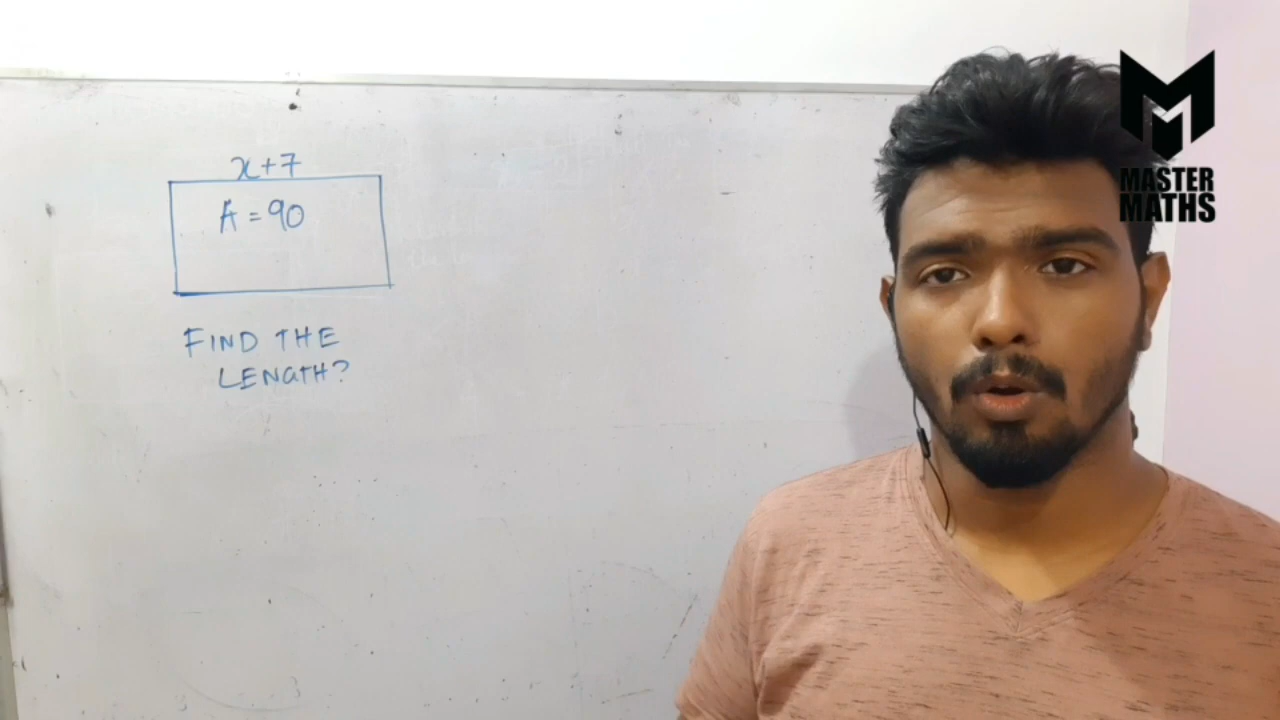 x+7
A = 90
FIND THE
LENGTH?
MASTER
MATHS